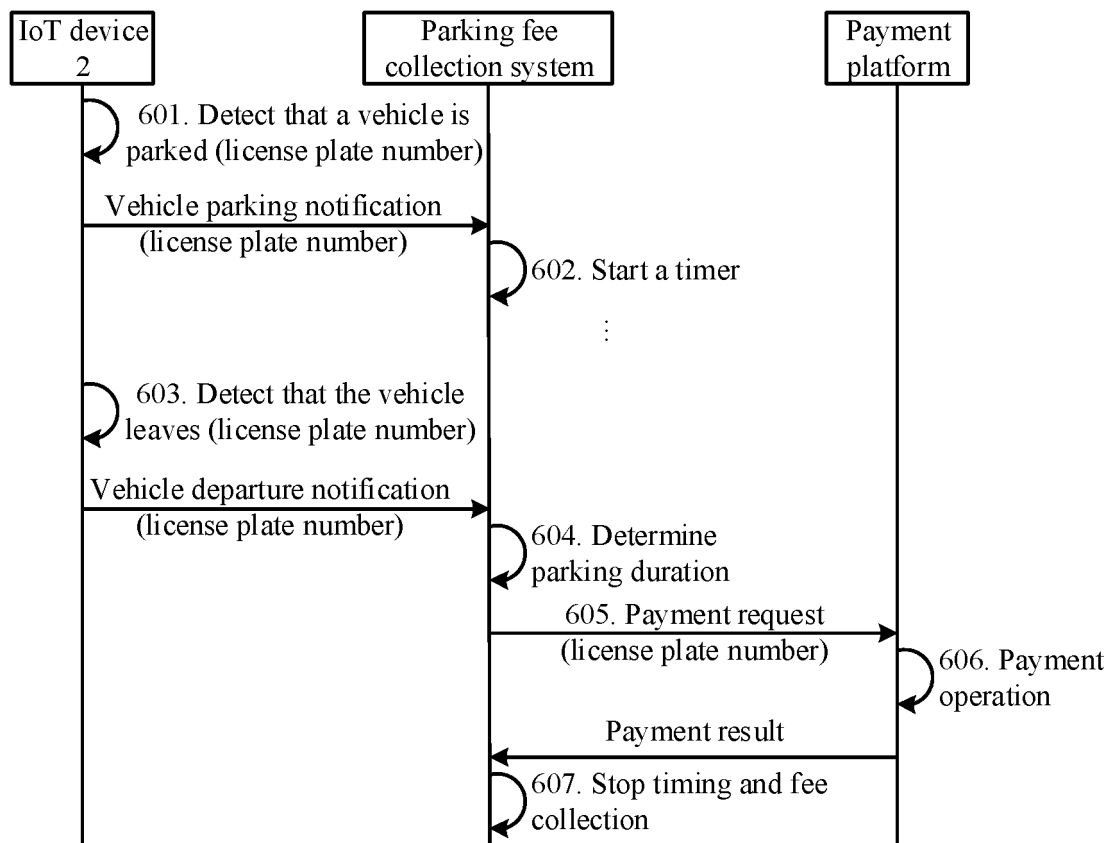 IoT device
2
Parking fee
collection system
Payment
platform
601. Detect that a vehicle is
parked (license plate number)
Vehicle parking notification
(license plate number)
602. Start a timer
⋮
603. Detect that the vehicle
leaves (license plate number)
Vehicle departure notification
(license plate number)
604. Determine
parking duration
605. Payment request
(license plate number)
606. Payment
operation
Payment result
607. Stop timing and fee
collection